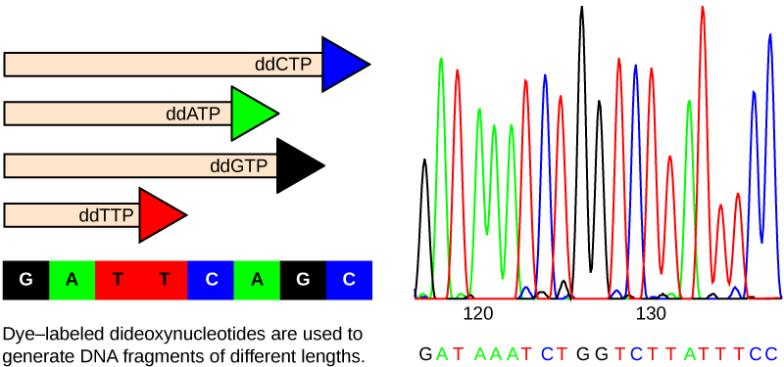 ddCTP
ddATP
ddGTP
ddTTP
G A T T C A G C
Dye–labeled dideoxynucleotides are used to
generate DNA fragments of different lengths.
120 130
GAT AAAT CT GGTCTTATTTCC